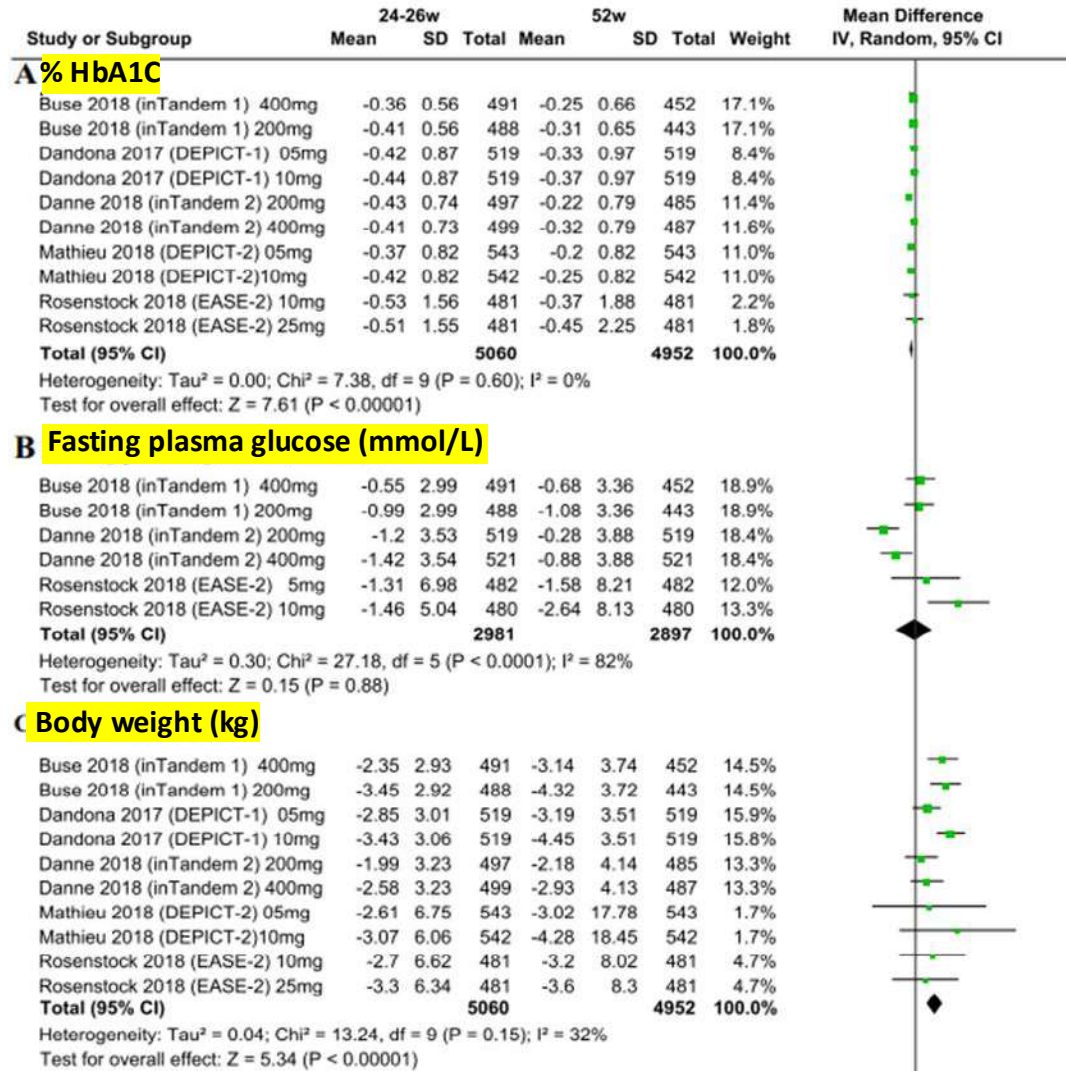 24-26w 52w Mean Difference
Study or Subgroup Mean SD Total Mean SD Total Weight IV, Random, 95% CI
A % HbA1C
Buse 2018 (inTandem 1) 400mg -0.36 0.56 491 -0.25 0.66 452 17.1%
Buse 2018 (inTandem 1) 200mg -0.41 0.56 488 -0.31 0.65 443 17.1%
Dandona 2017 (DEPICT-1) 05mg -0.42 0.87 519 -0.33 0.97 519 8.4%
Dandona 2017 (DEPICT-1) 10mg -0.44 0.87 519 -0.37 0.97 519 8.4%
Danne 2018 (inTandem 2) 200mg -0.43 0.74 497 -0.22 0.79 485 11.4%
Danne 2018 (inTandem 2) 400mg -0.41 0.73 499 -0.32 0.79 487 11.6%
Mathieu 2018 (DEPICT-2) 05mg -0.37 0.82 543 -0.2 0.82 543 11.0%
Mathieu 2018 (DEPICT-2)10mg -0.42 0.82 542 -0.25 0.82 542 11.0%
Rosenstock 2018 (EASE-2) 10mg -0.53 1.56 481 -0.37 1.88 481 2.2%
Rosenstock 2018 (EASE-2) 25mg -0.51 1.55 481 -0.45 2.25 481 1.8%
Total (95% CI) 5060 4952 100.0%
Heterogeneity: Tau² = 0.00; Chi² = 7.38, df = 9 (P = 0.60); I² = 0%
Test for overall effect: Z = 7.61 (P < 0.00001)
B Fasting plasma glucose (mmol/L)
Buse 2018 (inTandem 1) 400mg -0.55 2.99 491 -0.68 3.36 452 18.9%
Buse 2018 (inTandem 1) 200mg -0.99 2.99 488 -1.08 3.36 443 18.9%
Danne 2018 (inTandem 2) 200mg -1.2 3.53 519 -0.28 3.88 519 18.4%
Danne 2018 (inTandem 2) 400mg -1.42 3.54 521 -0.88 3.88 521 18.4%
Rosenstock 2018 (EASE-2) 5mg -1.31 6.98 482 -1.58 8.21 482 12.0%
Rosenstock 2018 (EASE-2) 10mg -1.46 5.04 480 -2.64 8.13 480 13.3%
Total (95% CI) 2981 2897 100.0%
Heterogeneity: Tau² = 0.30; Chi² = 27.18, df = 5 (P < 0.0001); I² = 82%
Test for overall effect: Z = 0.15 (P = 0.88)
C Body weight (kg)
Buse 2018 (inTandem 1) 400mg -2.35 2.93 491 -3.14 3.74 452 14.5%
Buse 2018 (inTandem 1) 200mg -3.45 2.92 488 -4.32 3.72 443 14.5%
Dandona 2017 (DEPICT-1) 05mg -2.85 3.01 519 -3.19 3.51 519 15.9%
Dandona 2017 (DEPICT-1) 10mg -3.43 3.06 519 -4.45 3.51 519 15.8%
Danne 2018 (inTandem 2) 200mg -1.99 3.23 497 -2.18 4.14 485 13.3%
Danne 2018 (inTandem 2) 400mg -2.58 3.23 499 -2.93 4.13 487 13.3%
Mathieu 2018 (DEPICT-2) 05mg -2.61 6.75 543 -3.02 17.78 543 1.7%
Mathieu 2018 (DEPICT-2)10mg -3.07 6.06 542 -4.28 18.45 542 1.7%
Rosenstock 2018 (EASE-2) 10mg -2.7 6.62 481 -3.2 8.02 481 4.7%
Rosenstock 2018 (EASE-2) 25mg -3.3 6.34 481 -3.6 8.3 481 4.7%
Total (95% CI) 5060 4952 100.0%
Heterogeneity: Tau² = 0.04; Chi² = 13.24, df = 9 (P = 0.15); I² = 32%
Test for overall effect: Z = 5.34 (P < 0.00001)